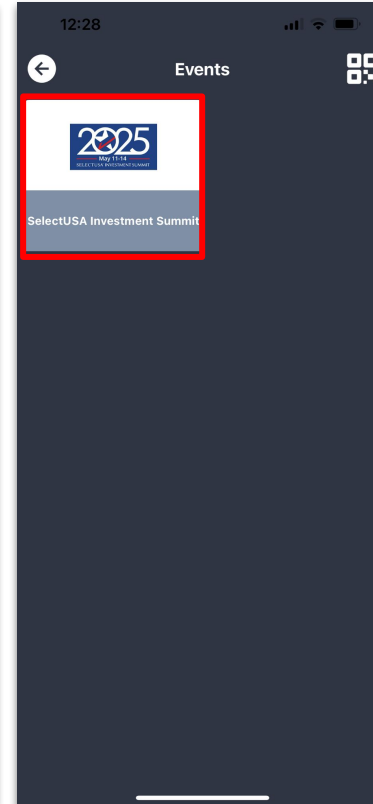 12:28
Events
2025
May 11-14
SELECTUSA INVESTMENT SUMMIT
SelectUSA Investment Summit